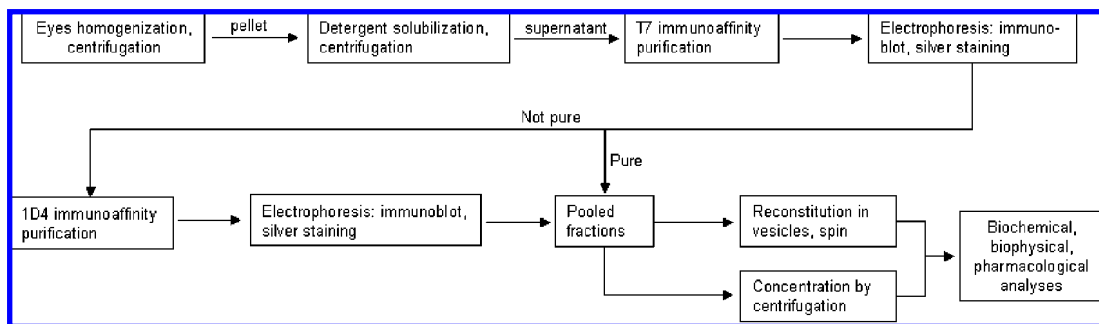 Eyes homogenization,
centrifugation
pellet
Detergent solubilization,
centrifugation
supernatant
T7 immunoaffinity
purification
Electrophoresis: immuno-
blot, silver staining
Not pure
Pure
1D4 immunoaffinity
purification
Electrophoresis: immunoblot,
silver staining
Pooled
fractions
Reconstitution in
vesicles, spin
Concentration by
centrifugation
Biochemical,
biophysical,
pharmacological
analyses